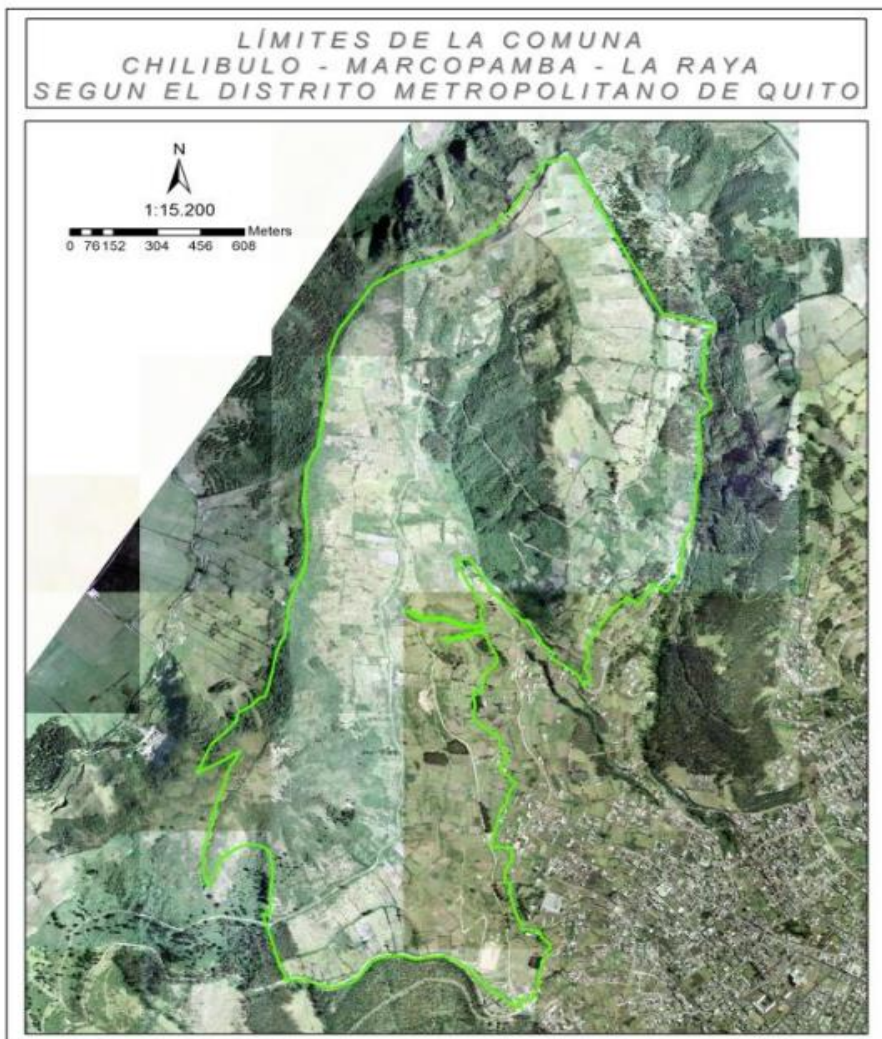 LÍMITES DE LA COMUNA
CHILIBULO - MARCOPAMBA - LA RAYA
SEGUN EL DISTRITO METROPOLITANO DE QUITO
N
1:15.200
Meters
0 76 152 304 456 608